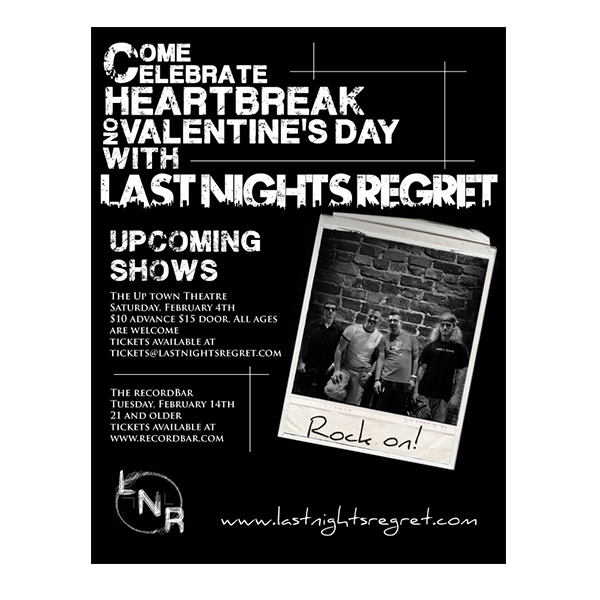 COME
CELEBRATE
HEARTBREAK
NO VALENTINE'S DAY
WITH
LAST NIGHTS REGRET
UPCOMING
SHOWS
THE UP TOWN THEATRE
SATURDAY, FEBRUARY 4TH
$10 ADVANCE $15 DOOR. ALL AGES
ARE WELCOME
TICKETS AVAILABLE AT
TICKETS@LASTNIGHTSREGRET.COM
THE RECORDBAR
TUESDAY, FEBRUARY 14TH
21 AND OLDER
TICKETS AVAILABLE AT
WWW.RECORDBAR.COM
Rock on!
LNR
www.lastnightsregret.com